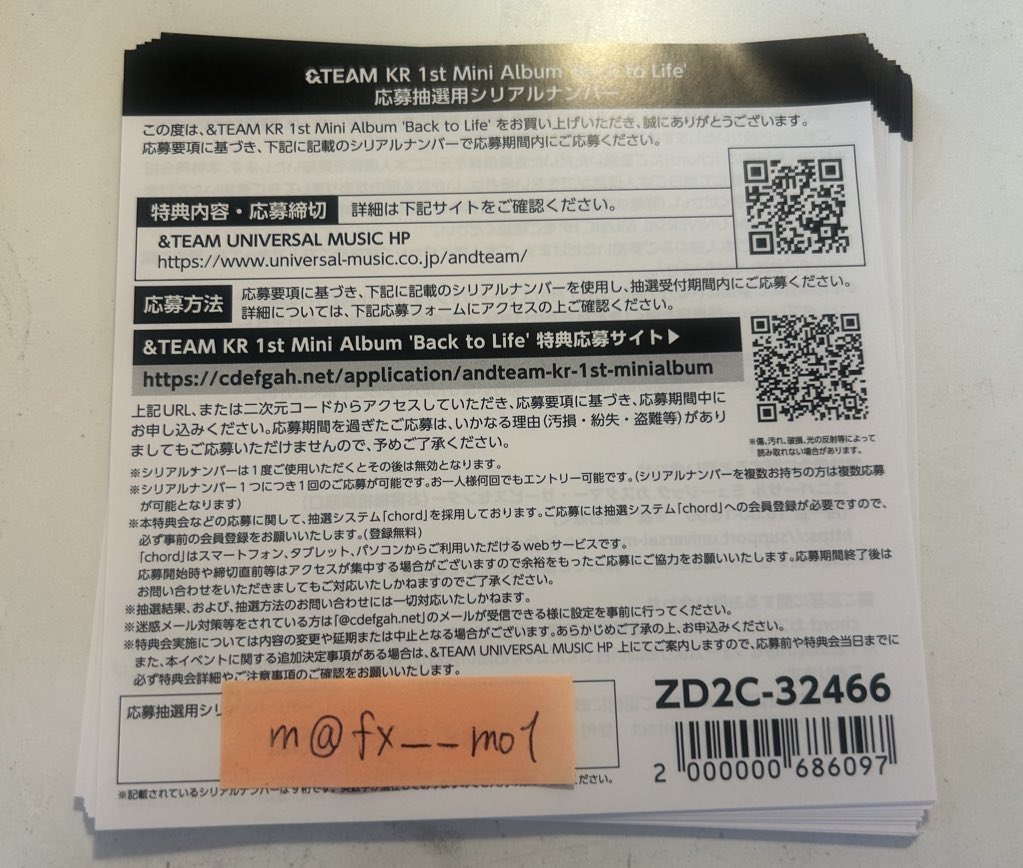 &TEAM KR 1st Mini Album 'Back to Life'
応募抽選用シリアルナンバー
この度は、&TEAM KR 1st Mini Album 'Back to Life' をお買い上げいただき、誠にありがとうございます。
応募要項に基づき、下記に記載のシリアルナンバーで応募期間内にご応募ください。
特典内容・応募締切 詳細は下記サイトをご確認ください。
&TEAM UNIVERSAL MUSIC HP
https://www.universal-music.co.jp/andteam/
応募方法 応募要項に基づき、下記に記載のシリアルナンバーを使用し、抽選受付期間内にご応募ください。
詳細については、下記応募フォームにアクセスの上ご確認ください。
&TEAM KR 1st Mini Album 'Back to Life' 特典応募サイト▶
https://cdefgah.net/application/andteam-kr-1st-minialbum
上記URL、または二次元コードからアクセスしていただき、応募要項に基づき、応募期間中に
お申し込みください。応募期間を過ぎたご応募は、いかなる理由(汚損・紛失・盗難等)があり
ましてもご応募いただけませんので、予めご了承ください。
※傷、汚れ、破損、光の反射等によって
読み取れない場合があります。
※シリアルナンバーは1度ご使用いただくとその後は無効となります。
※シリアルナンバー1つにつき1回のご応募が可能です。お一人様何回でもエントリー可能です。(シリアルナンバーを複数お持ちの方は複数応募
が可能となります)
※本特典会などの応募に関して、抽選システム「chord」を採用しております。ご応募には抽選システム「chord」への会員登録が必要ですので、
必ず事前の会員登録をお願いいたします。(登録無料)
「chord」はスマートフォン、タブレット、パソコンからご利用いただけるwebサービスです。
応募開始時や締切直前等はアクセスが集中する場合がございますので余裕をもったご応募にご協力をお願いいたします。応募期間終了後は
お問い合わせをいただきましてもご対応いたしかねますのでご了承ください。
※抽選結果、および、抽選方法のお問い合わせには一切対応いたしかねます。
※迷惑メール対策等をされている方は「@cdefgah.net」のメールが受信できる様に設定を事前に行ってください。
※特典会実施については内容の変更や延期または中止となる場合がございます。あらかじめご了承の上、お申込みください。
また、本イベントに関する追加決定事項がある場合は、&TEAM UNIVERSAL MUSIC HP 上にてご案内しますので、応募前や特典会当日までに
必ず特典会詳細やご注意事項のご確認をお願いいたします。
応募抽選用シリ
m@fx__mo1
ZD2C-32466
2 000000 686097
※記載されているシリアルナンバーは9桁です。
ださい。